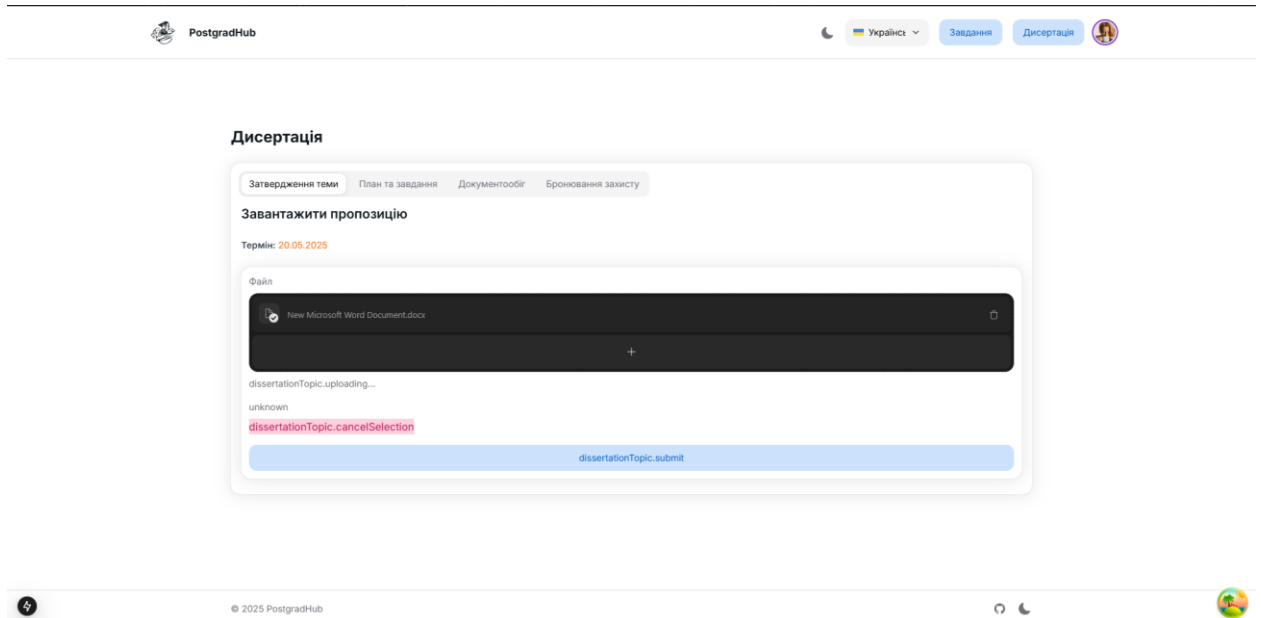 PostgradHub
Українсь
Завдання
Дисертація
Дисертація
Затвердження теми
План та завдання
Документообіг
Бронювання захисту
Завантажити пропозицію
Термін: 20.05.2025
Файл
New Microsoft Word Document.docx
+
dissertationTopic.uploading...
unknown
dissertationTopic.cancelSelection
dissertationTopic.submit
© 2025 PostgradHub